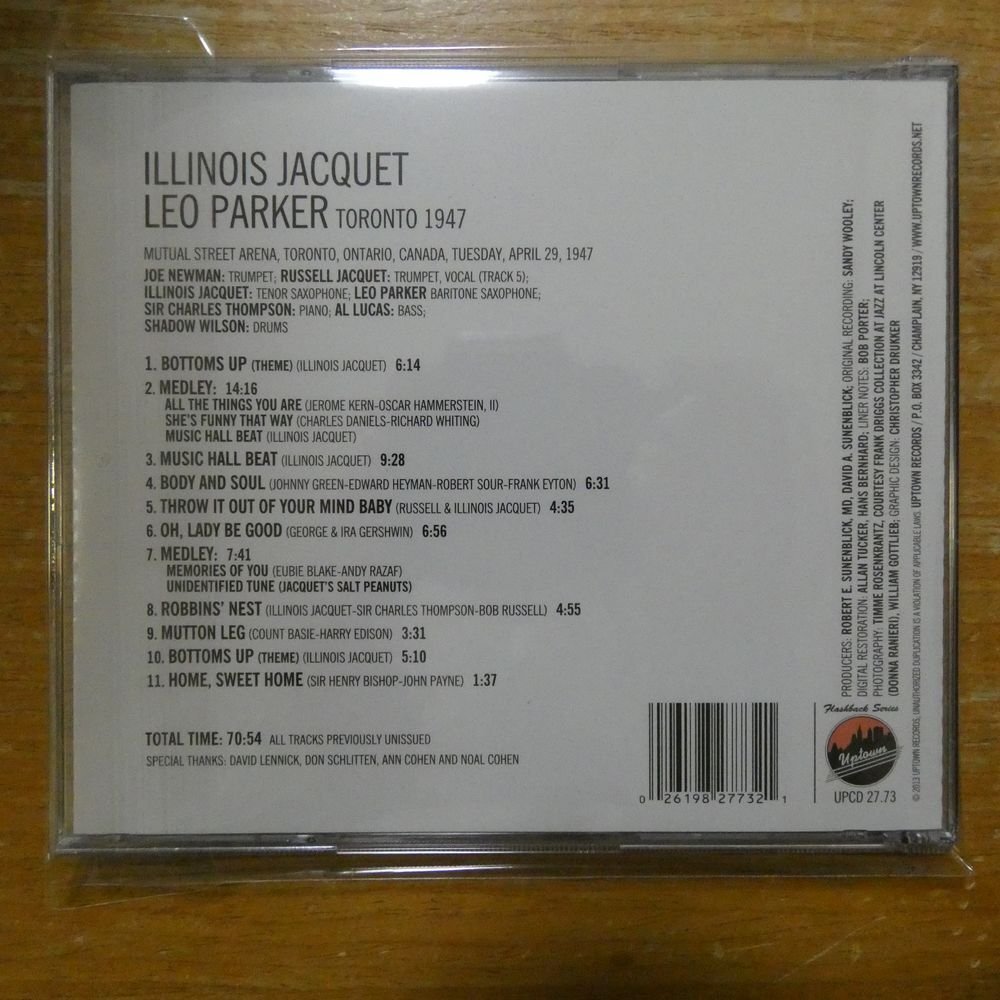 ILLINOIS JACQUET
LEO PARKER TORONTO 1947
MUTUAL STREET ARENA, TORONTO, ONTARIO, CANADA, TUESDAY, APRIL 29, 1947
JOE NEWMAN: TRUMPET; RUSSELL JACQUET: TRUMPET, VOCAL (TRACK 5);
ILLINOIS JACQUET: TENOR SAXOPHONE; LEO PARKER BARITONE SAXOPHONE;
SIR CHARLES THOMPSON: PIANO; AL LUCAS: BASS;
SHADOW WILSON: DRUMS
1. BOTTOMS UP (THEME) (ILLINOIS JACQUET) 6:14
2. MEDLEY: 14:16
ALL THE THINGS YOU ARE (JEROME KERN-OSCAR HAMMERSTEIN, II)
SHE'S FUNNY THAT WAY (CHARLES DANIELS-RICHARD WHITING)
MUSIC HALL BEAT (ILLINOIS JACQUET)
3. MUSIC HALL BEAT (ILLINOIS JACQUET) 9:28
4. BODY AND SOUL (JOHNNY GREEN-EDWARD HEYMAN-ROBERT SOUR-FRANK EYTON) 6:31
5. THROW IT OUT OF YOUR MIND BABY (RUSSELL & ILLINOIS JACQUET) 4:35
6. OH, LADY BE GOOD (GEORGE & IRA GERSHWIN) 6:56
7. MEDLEY: 7:41
MEMORIES OF YOU (EUBIE BLAKE-ANDY RAZAF)
UNIDENTIFIED TUNE (JACQUET'S SALT PEANUTS)
8. ROBBINS' NEST (ILLINOIS JACQUET-SIR CHARLES THOMPSON-BOB RUSSELL) 4:55
9. MUTTON LEG (COUNT BASIE-HARRY EDISON) 3:31
10. BOTTOMS UP (THEME) (ILLINOIS JACQUET) 5:10
11. HOME, SWEET HOME (SIR HENRY BISHOP-JOHN PAYNE) 1:37
TOTAL TIME: 70:54 ALL TRACKS PREVIOUSLY UNISSUED
SPECIAL THANKS: DAVID LENNICK, DON SCHLITTEN, ANN COHEN AND NOAL COHEN
0 26198 27732 1
PRODUCERS: ROBERT E. SUNENBLICK, MD, DAVID A. SUNENBLICK; ORIGINAL RECORDING: SANDY WOOLEY;
DIGITAL RESTORATION: ALLAN TUCKER, HANS BERNHARD; LINER NOTES: BOB PORTER;
PHOTOGRAPHY: TIMME ROSENKRANTZ, COURTESY FRANK DRIGGS COLLECTION AT JAZZ AT LINCOLN CENTER
(DONNA RANIERI), WILLIAM GOTTLIEB; GRAPHIC DESIGN: CHRISTOPHER DRUKKER
© 2013 UPTOWN RECORDS, UNAUTHORIZED DUPLICATION IS A VIOLATION OF APPLICABLE LAWS UPTOWN RECORDS / P.O. BOX 3342 / CHAMPLAIN, NY 12919 / WWW.UPTOWNRECORDS.NET
Flashback Series
Uptown
UPCD 27.73